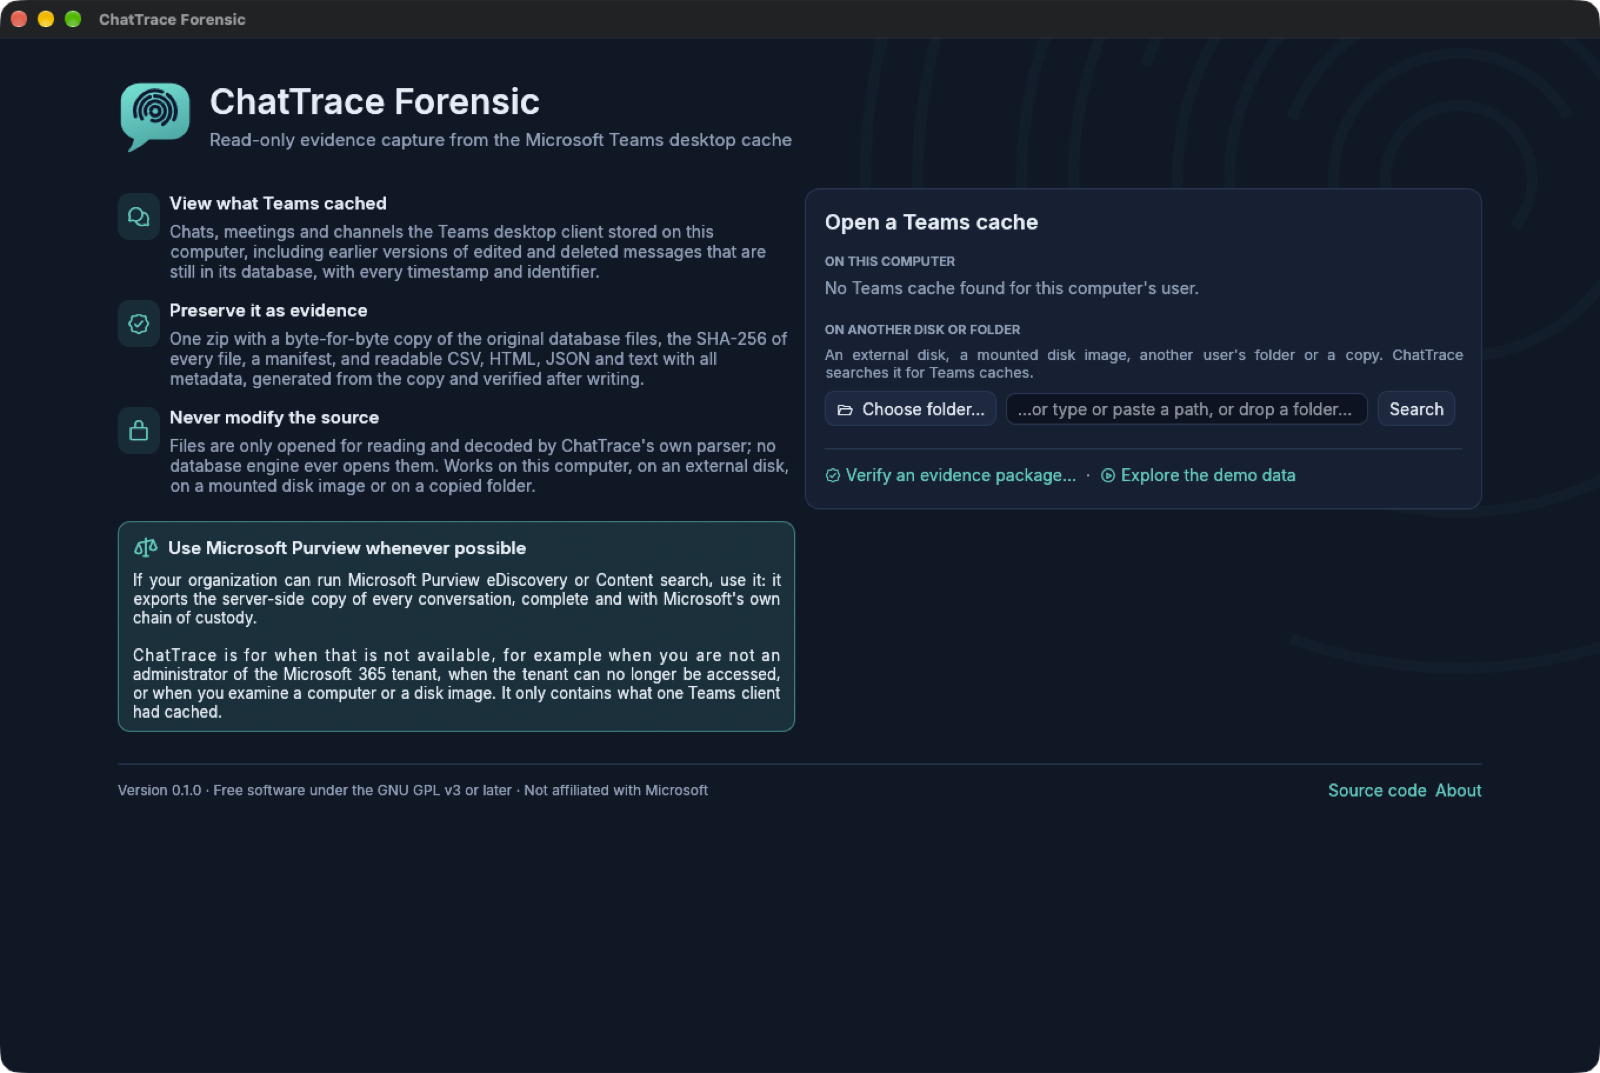 ChatTrace Forensic
ChatTrace Forensic
Read-only evidence capture from the Microsoft Teams desktop cache
View what Teams cached
Chats, meetings and channels the Teams desktop client stored on this
computer, including earlier versions of edited and deleted messages that are
still in its database, with every timestamp and identifier.
Preserve it as evidence
One zip with a byte-for-byte copy of the original database files, the SHA-256 of
every file, a manifest, and readable CSV, HTML, JSON and text with all
metadata, generated from the copy and verified after writing.
Never modify the source
Files are only opened for reading and decoded by ChatTrace's own parser; no
database engine ever opens them. Works on this computer, on an external disk,
on a mounted disk image or on a copied folder.
Use Microsoft Purview whenever possible
If your organization can run Microsoft Purview eDiscovery or Content search, use it: it
exports the server-side copy of every conversation, complete and with Microsoft's own
chain of custody.
ChatTrace is for when that is not available, for example when you are not an
administrator of the Microsoft 365 tenant, when the tenant can no longer be accessed,
or when you examine a computer or a disk image. It only contains what one Teams client
had cached.
Open a Teams cache
ON THIS COMPUTER
No Teams cache found for this computer's user.
ON ANOTHER DISK OR FOLDER
An external disk, a mounted disk image, another user's folder or a copy. ChatTrace
searches it for Teams caches.
Choose folder... ...or type or paste a path, or drop a folder... Search
Verify an evidence package... · Explore the demo data
Version 0.1.0 · Free software under the GNU GPL v3 or later · Not affiliated with Microsoft
Source code About